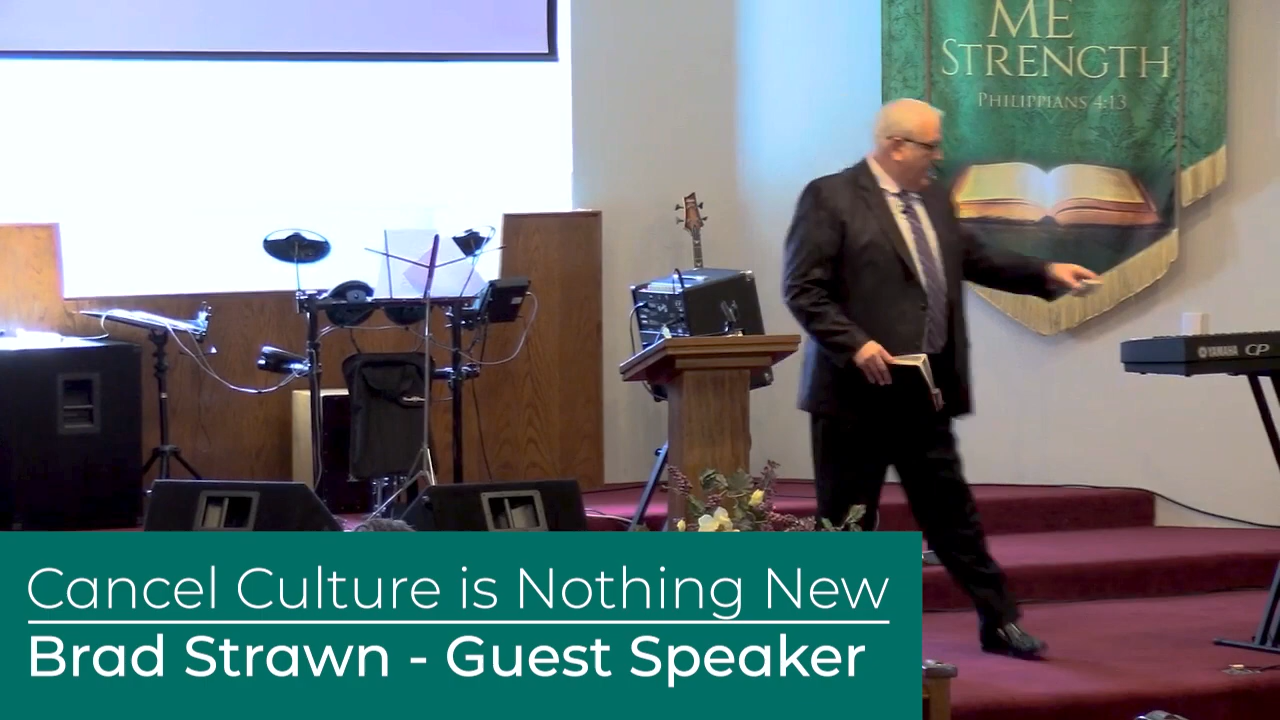 ME
STRENGTH
PHILIPPIANS 4:13
YAMAHA CP
Cancel Culture is Nothing New
Brad Strawn - Guest Speaker